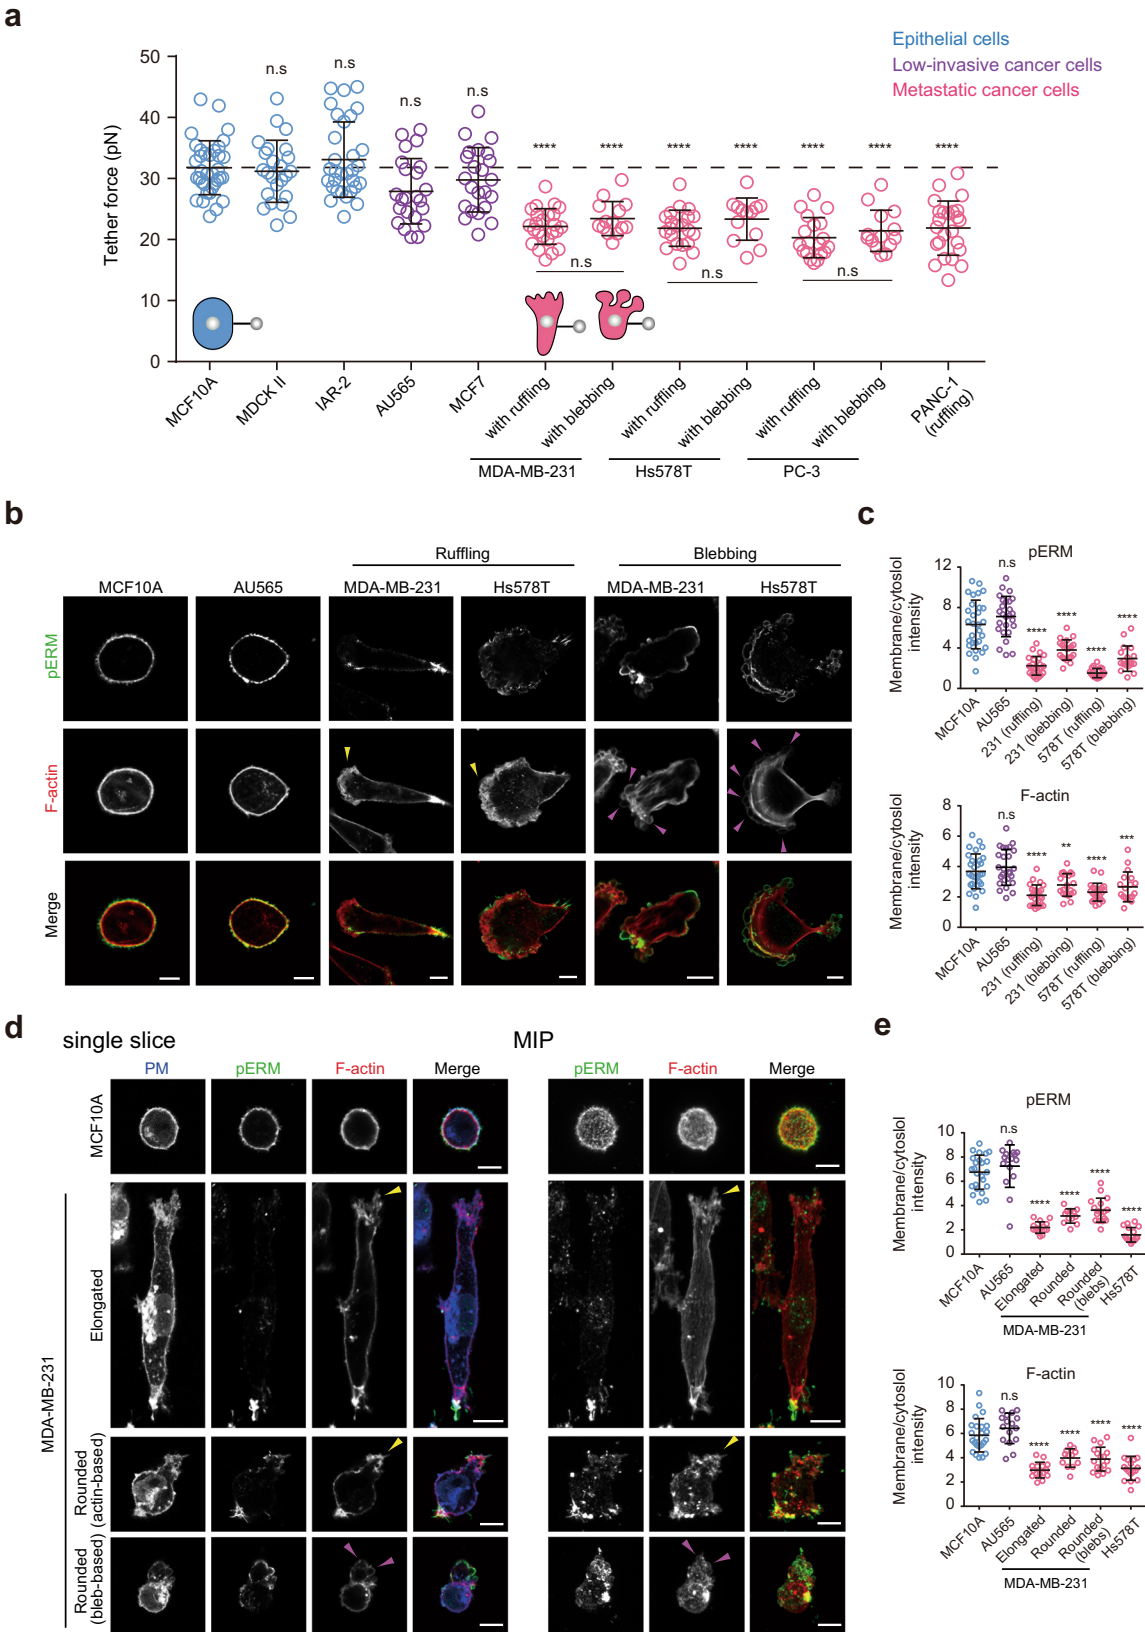 a
Epithelial cells
Low-invasive cancer cells
Metastatic cancer cells
Tether force (pN)
50
40
30
20
10
0
n.s
n.s
n.s
n.s
**** **** **** **** **** **** ****
n.s
n.s
n.s
MCF10A
MDCK II
IAR-2
AU565
MCF7
with ruffling
with blebbing
with ruffling
with blebbing
with ruffling
with blebbing
PANC-1
(ruffling)
MDA-MB-231
Hs578T
PC-3
b
Ruffling
Blebbing
MCF10A
AU565
MDA-MB-231
Hs578T
MDA-MB-231
Hs578T
pERM
F-actin
Merge
c
pERM
Membrane/cytoslol
intensity
12
8
4
0
n.s
****
****
****
****
MCF10A
AU565
231 (ruffling)
231 (blebbing)
578T (ruffling)
578T (blebbing)
F-actin
Membrane/cytoslol
intensity
8
6
4
2
0
n.s
****
**
****
***
MCF10A
AU565
231 (ruffling)
231 (blebbing)
578T (ruffling)
578T (blebbing)
d
single slice
MIP
PM
pERM
F-actin
Merge
pERM
F-actin
Merge
MCF10A
MDA-MB-231
Elongated
Rounded
(actin-based)
Rounded
(bleb-based)
e
pERM
Membrane/cytoslol
intensity
10
8
6
4
2
0
n.s
****
****
****
****
MCF10A
AU565
Elongated
Rounded
Rounded
(blebs)
Hs578T
MDA-MB-231
F-actin
Membrane/cytoslol
intensity
10
8
6
4
2
0
n.s
****
****
****
****
MCF10A
AU565
Elongated
Rounded
Rounded
(blebs)
Hs578T
MDA-MB-231